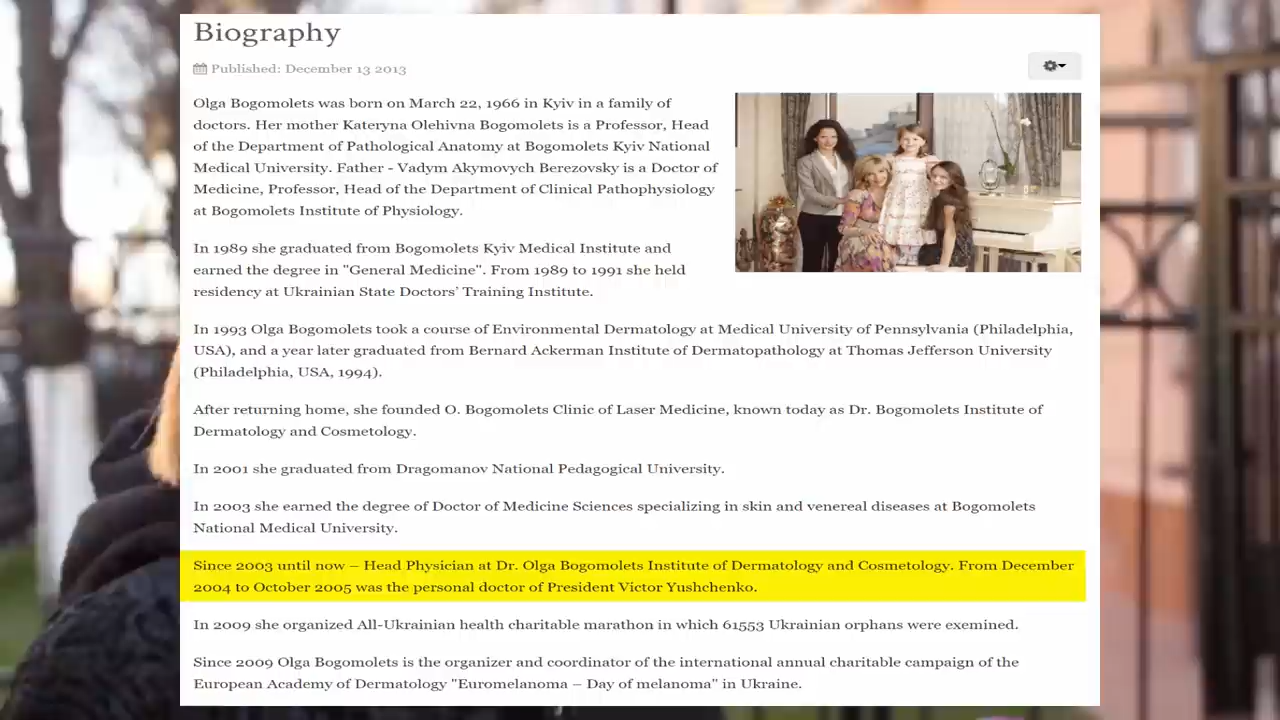 Biography
Published: December 13 2013
Olga Bogomolets was born on March 22, 1966 in Kyiv in a family of
doctors. Her mother Kateryna Olehivna Bogomolets is a Professor, Head
of the Department of Pathological Anatomy at Bogomolets Kyiv National
Medical University. Father - Vadym Akymovych Berezovsky is a Doctor of
Medicine, Professor, Head of the Department of Clinical Pathophysiology
at Bogomolets Institute of Physiology.
In 1989 she graduated from Bogomolets Kyiv Medical Institute and
earned the degree in "General Medicine". From 1989 to 1991 she held
residency at Ukrainian State Doctors' Training Institute.
In 1993 Olga Bogomolets took a course of Environmental Dermatology at Medical University of Pennsylvania (Philadelphia,
USA), and a year later graduated from Bernard Ackerman Institute of Dermatopathology at Thomas Jefferson University
(Philadelphia, USA, 1994).
After returning home, she founded O. Bogomolets Clinic of Laser Medicine, known today as Dr. Bogomolets Institute of
Dermatology and Cosmetology.
In 2001 she graduated from Dragomanov National Pedagogical University.
In 2003 she earned the degree of Doctor of Medicine Sciences specializing in skin and venereal diseases at Bogomolets
National Medical University.
Since 2003 until now – Head Physician at Dr. Olga Bogomolets Institute of Dermatology and Cosmetology. From December
2004 to October 2005 was the personal doctor of President Victor Yushchenko.
In 2009 she organized All-Ukrainian health charitable marathon in which 61553 Ukrainian orphans were exemined.
Since 2009 Olga Bogomolets is the organizer and coordinator of the international annual charitable campaign of the
European Academy of Dermatology "Euromelanoma – Day of melanoma" in Ukraine.